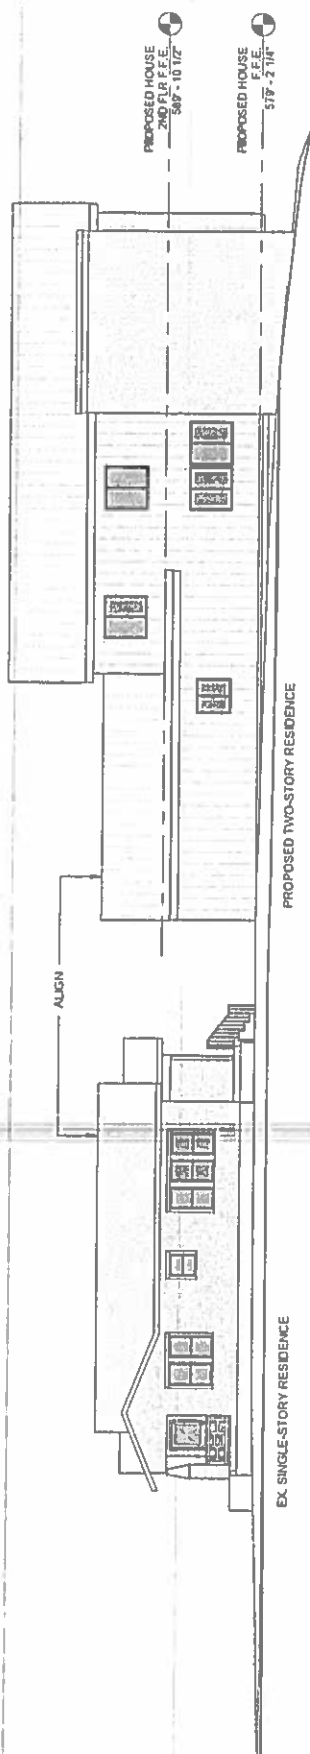 PROPOSED HOUSE
2ND FLR F.F.E.
589' - 10 1/2"
PROPOSED HOUSE
F.F.E.
579' - 2 1/4"
ALIGN
PROPOSED TWO-STORY RESIDENCE
EX. SINGLE-STORY RESIDENCE